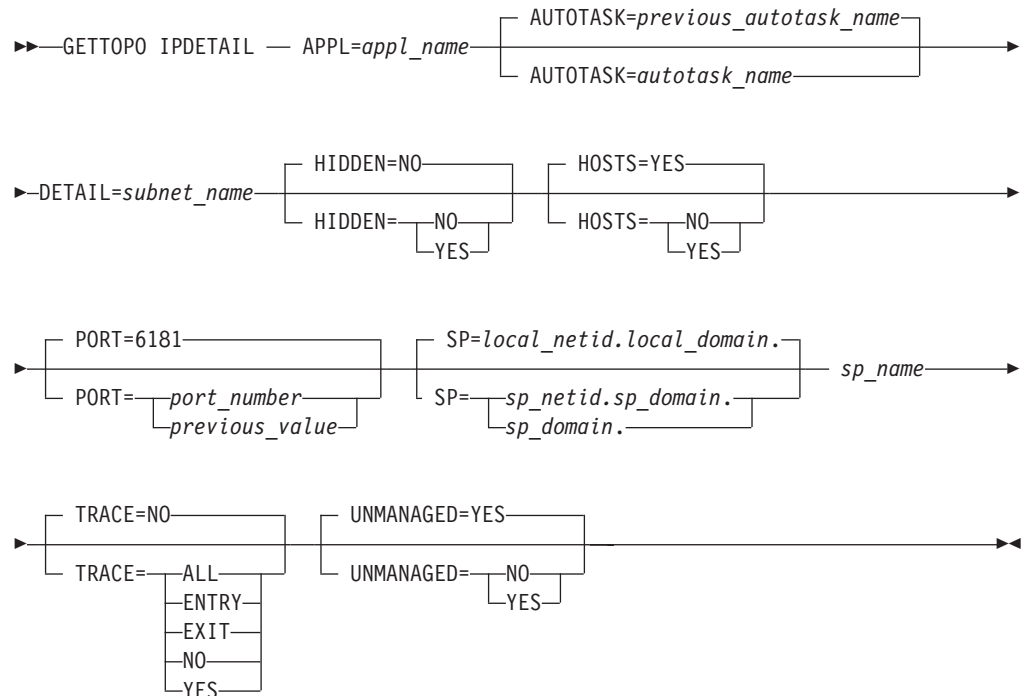 AUTOTASK=previous_autotask_name
GETTOPO IPDETAIL APPL=appl_name
AUTOTASK=autotask_name
HIDDEN=NO HOSTS=YES
DETAIL=subnet_name
HIDDEN= NO HOSTS= NO
YES YES
PORT=6181 SP=local_netid.local_domain.
sp_name
PORT= port_number SP= sp_netid.sp_domain.
previous_value sp_domain.
TRACE=NO UNMANAGED=YES
TRACE= ALL UNMANAGED= NO
ENTRY YES
EXIT
NO
YES